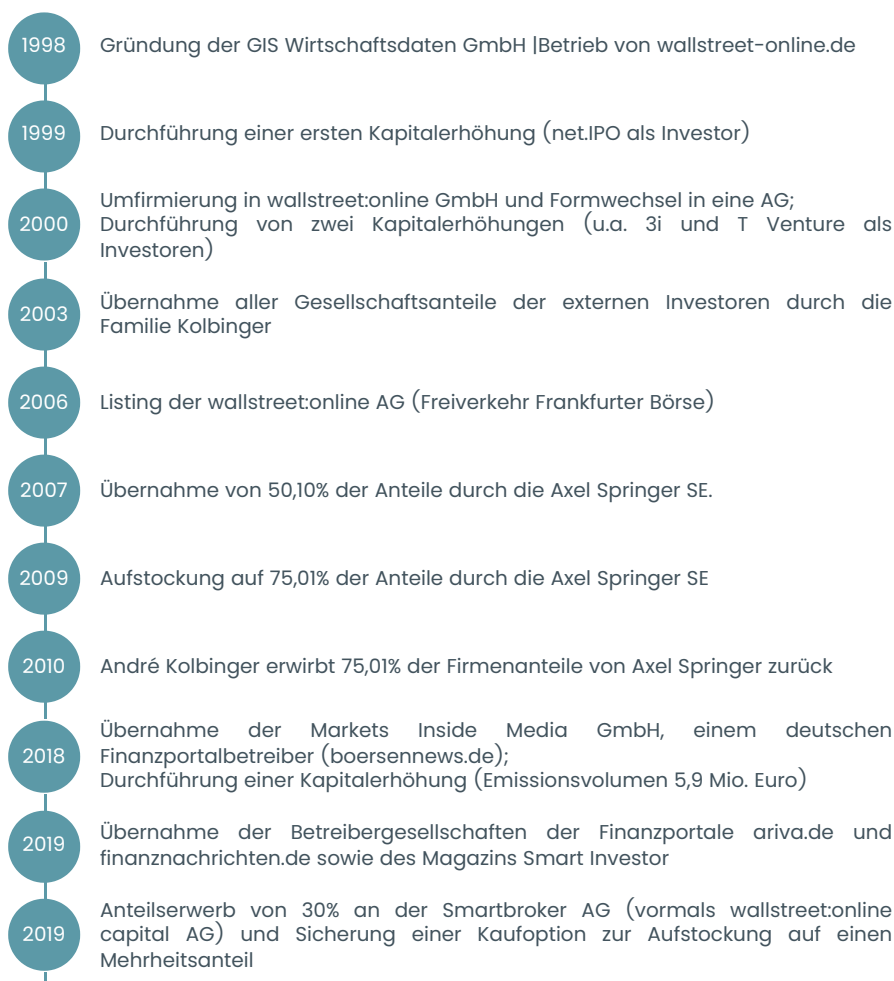 1998
Gründung der GIS Wirtschaftsdaten GmbH |Betrieb von wallstreet-online.de
1999
Durchführung einer ersten Kapitalerhöhung (net.IPO als Investor)
2000
Umfirmierung in wallstreet:online GmbH und Formwechsel in eine AG;
Durchführung von zwei Kapitalerhöhungen (u.a. 3i und T Venture als
Investoren)
2003
Übernahme aller Gesellschaftsanteile der externen Investoren durch die
Familie Kolbinger
2006
Listing der wallstreet:online AG (Freiverkehr Frankfurter Börse)
2007
Übernahme von 50,10% der Anteile durch die Axel Springer SE.
2009
Aufstockung auf 75,01% der Anteile durch die Axel Springer SE
2010
André Kolbinger erwirbt 75,01% der Firmenanteile von Axel Springer zurück
2018
Übernahme der Markets Inside Media GmbH, einem deutschen
Finanzportalbetreiber (boersennews.de);
Durchführung einer Kapitalerhöhung (Emissionsvolumen 5,9 Mio. Euro)
2019
Übernahme der Betreibergesellschaften der Finanzportale ariva.de und
finanznachrichten.de sowie des Magazins Smart Investor
2019
Anteilserwerb von 30% an der Smartbroker AG (vormals wallstreet:online
capital AG) und Sicherung einer Kaufoption zur Aufstockung auf einen
Mehrheitsanteil